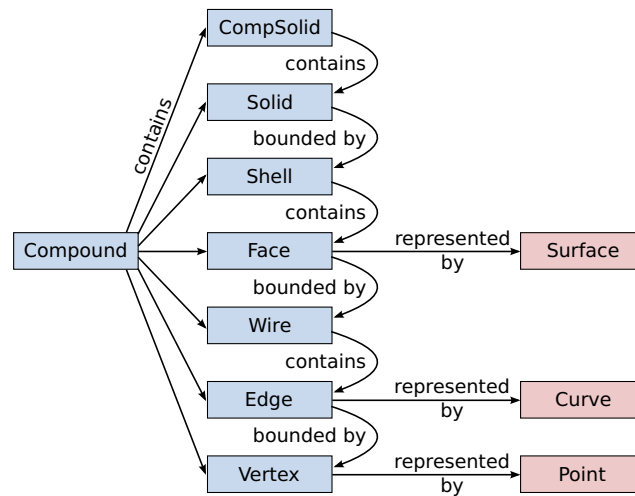 CompSolid
contains
contains
Solid
bounded by
Shell
contains
Compound
Face
represented
by
Surface
bounded by
Wire
contains
Edge
represented
by
Curve
bounded by
Vertex
represented
by
Point